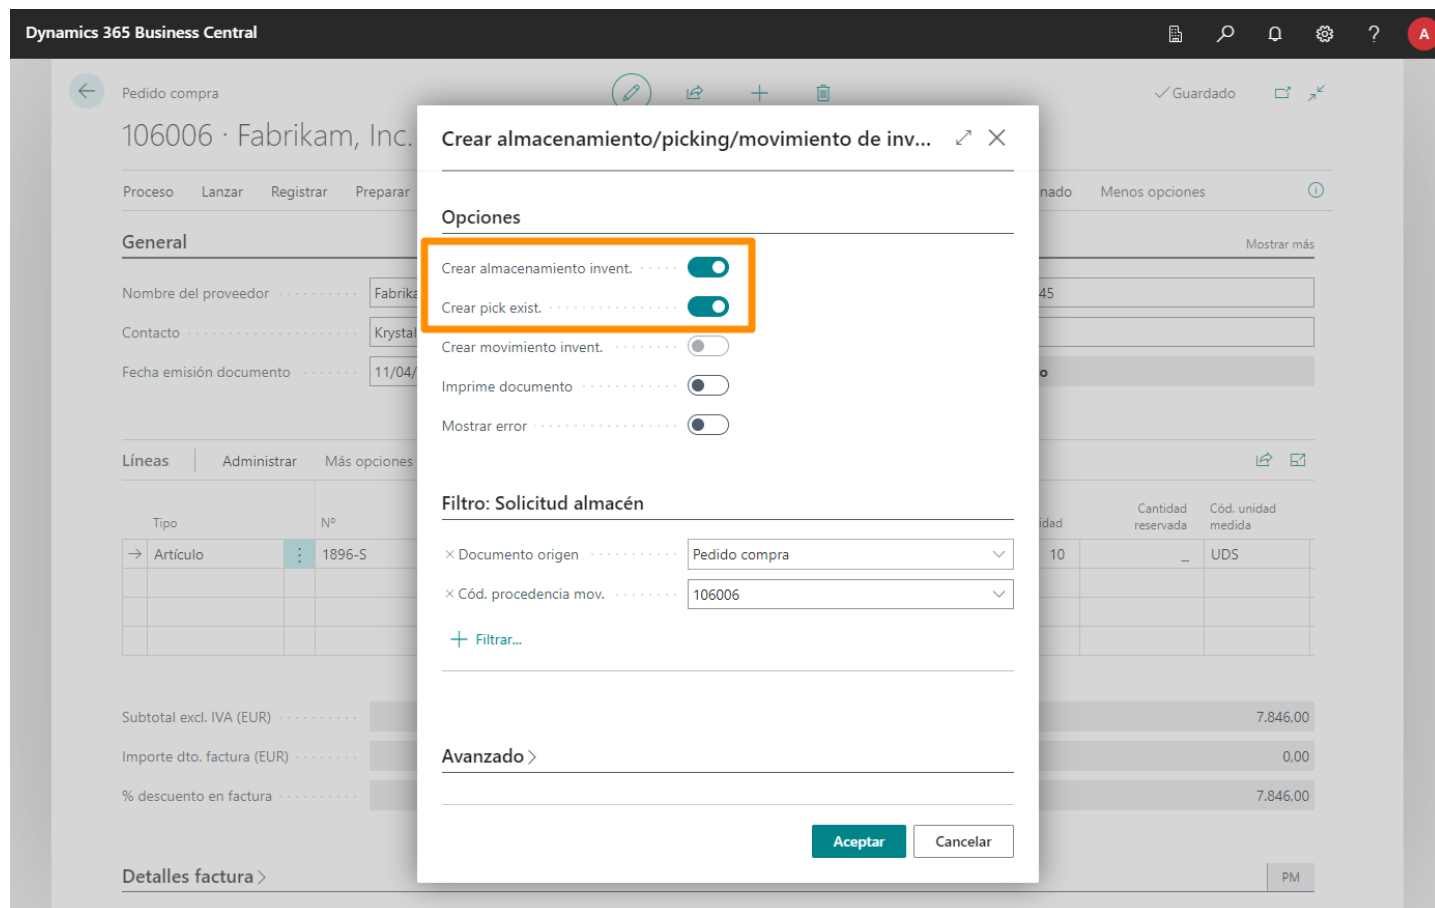 Dynamics 365 Business Central
A
Pedido compra
Guardado
106006 · Fabrikam, Inc.
Proceso Lanzar Registrar Preparar
nado Menos opciones
General
Mostrar más
Nombre del proveedor
Fabrika
45
Contacto
Krystal
Fecha emisión documento
11/04/
o
Líneas Administrar Más opciones
Tipo Nº
idad
Cantidad reservada
Cód. unidad medida
Artículo 1896-S
10 _ UDS
Subtotal excl. IVA (EUR)
7.846,00
Importe dto. factura (EUR)
0,00
% descuento en factura
7.846,00
Detalles factura
PM
Crear almacenamiento/picking/movimiento de inv...
Opciones
Crear almacenamiento invent.
Crear pick exist.
Crear movimiento invent.
Imprime documento
Mostrar error
Filtro: Solicitud almacén
× Documento origen
Pedido compra
× Cód. procedencia mov.
106006
+ Filtrar...
Avanzado
Aceptar
Cancelar